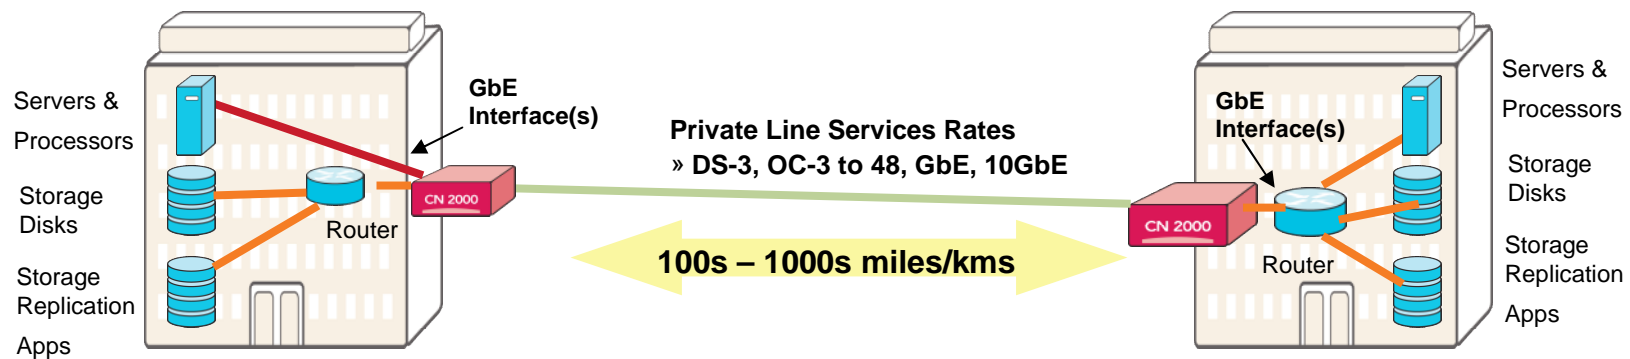 Servers &
Processors
Storage
Disks
Storage
Replication
Apps
Router
GbE
Interface(s)
CN 2000
Private Line Services Rates
» DS-3, OC-3 to 48, GbE, 10GbE
100s – 1000s miles/kms
CN 2000
GbE
Interface(s)
Router
Servers &
Processors
Storage
Disks
Storage
Replication
Apps